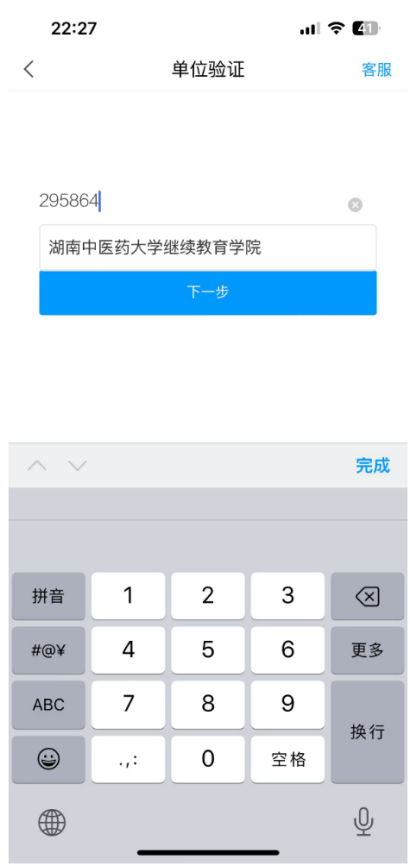 22:27
41
单位验证
客服
295864
湖南中医药大学继续教育学院
下一步
完成
拼音 1 2 3
#@¥ 4 5 6 更多
ABC 7 8 9
换行
.,: 0 空格